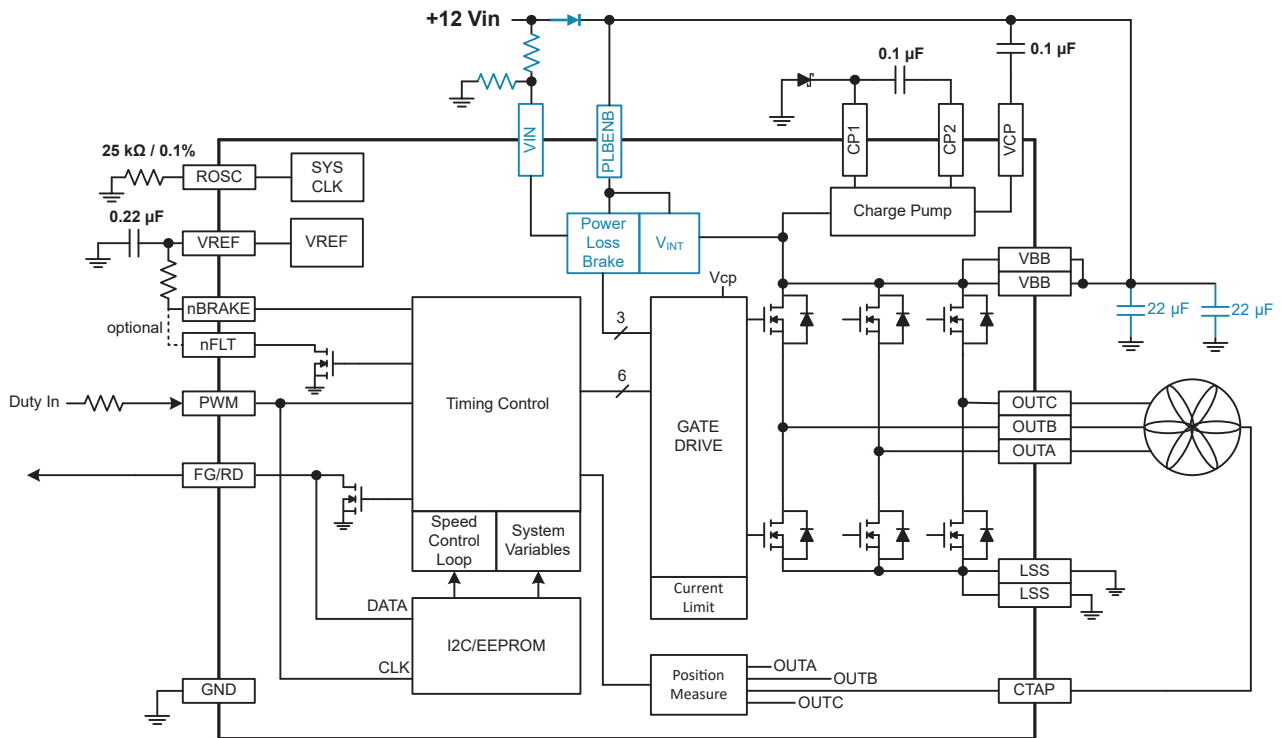 +12 Vin
0.1 µF
0.1 µF
VIN
PLBENB
CP1
CP2
VCP
25 kΩ / 0.1%
ROSC
SYS
CLK
Charge Pump
0.22 µF
VREF
VREF
Power
Loss
Brake
VINT
VBB
VBB
22 µF
22 µF
Vcp
nBRAKE
optional
nFLT
3
6
Duty In
PWM
Timing Control
GATE
DRIVE
OUTC
OUTB
OUTA
FG/RD
Speed
Control
Loop
System
Variables
Current
Limit
LSS
LSS
DATA
I2C/EEPROM
CLK
Position
Measure
OUTA
OUTB
OUTC
GND
CTAP